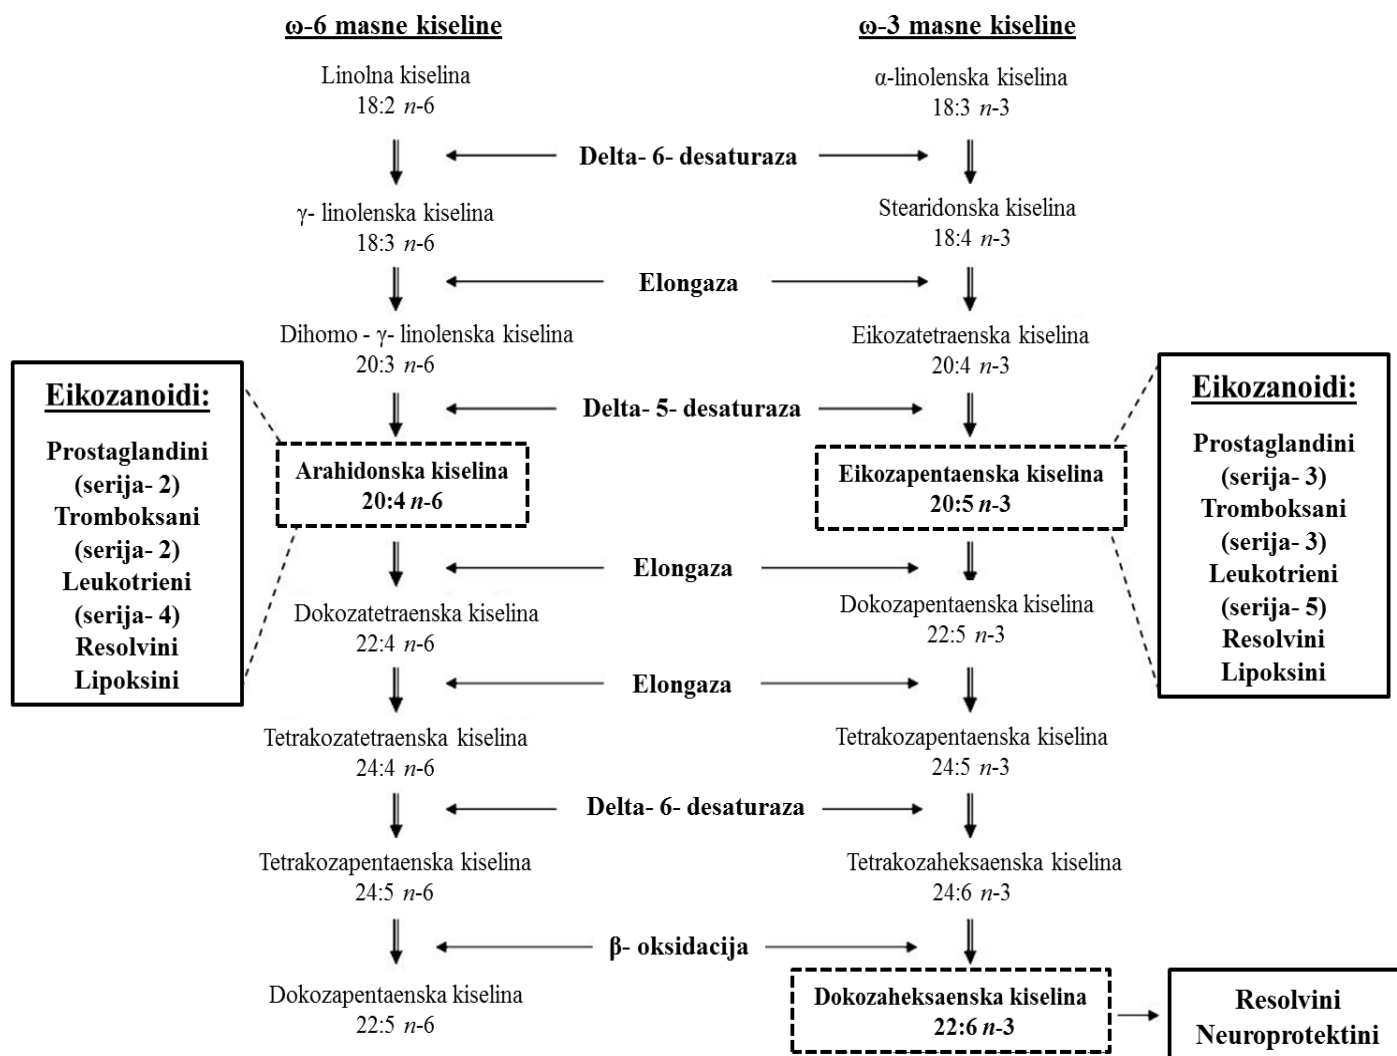 ω-6 masne kiseline
ω-3 masne kiseline
Linolna kiselina
18:2 n-6
α-linolenska kiselina
18:3 n-3
Delta- 6- desaturaza
γ- linolenska kiselina
18:3 n-6
Stearidonska kiselina
18:4 n-3
Elongaza
Dihomo - γ- linolenska kiselina
20:3 n-6
Eikozatetraenska kiselina
20:4 n-3
Delta- 5- desaturaza
Eikozanoidi:
Prostaglandini
(serija- 2)
Tromboksani
(serija- 2)
Leukotrieni
(serija- 4)
Resolvini
Lipoksini
Arahidonska kiselina
20:4 n-6
Eikozapentaenska kiselina
20:5 n-3
Eikozanoidi:
Prostaglandini
(serija- 3)
Tromboksani
(serija- 3)
Leukotrieni
(serija- 5)
Resolvini
Lipoksini
Elongaza
Dokozatetraenska kiselina
22:4 n-6
Dokozapentaenska kiselina
22:5 n-3
Elongaza
Tetrakozatetraenska kiselina
24:4 n-6
Tetrakozapentaenska kiselina
24:5 n-3
Delta- 6- desaturaza
Tetrakozapentaenska kiselina
24:5 n-6
Tetrakozaheksaenska kiselina
24:6 n-3
β- oksidacija
Dokozapentaenska kiselina
22:5 n-6
Dokozaheksaenska kiselina
22:6 n-3
Resolvini
Neuroprotektini